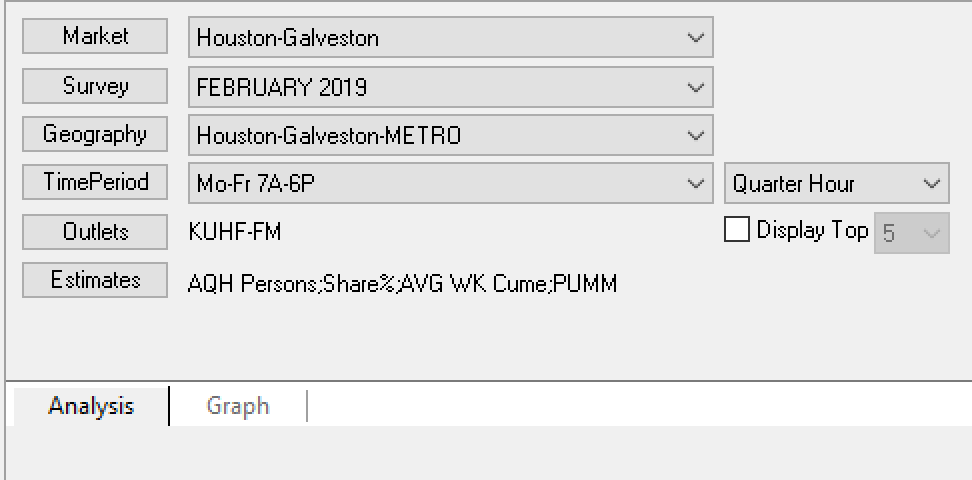 Market Houston-Galveston
Survey FEBRUARY 2019
Geography Houston-Galveston-METRO
TimePeriod Mo-Fr 7A-6P Quarter Hour
Outlets KUHF-FM Display Top 5
Estimates AQH Persons;Share%;AVG WK Cume;PUMM
Analysis Graph